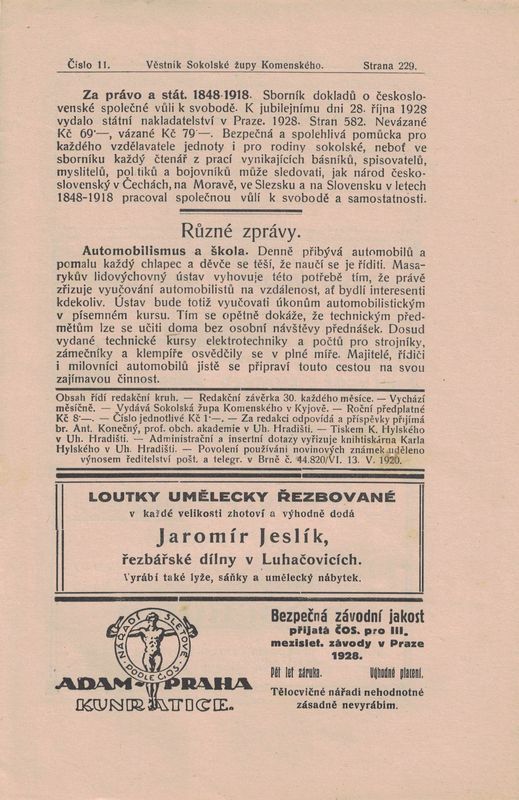 Číslo 11. Věstník Sokolské župy Komenského. Strana 229.
Za právo a stát. 1848-1918. Sborník dokladů o českoslo-
venské společné vůli k svobodě. K jubilejnímu dni 28. října 1928
vydalo státní nakladatelství v Praze. 1928. Stran 582. Nevázané
Kč 69·—, vázané Kč 79 —. Bezpečná a spolehlivá pomůcka pro
každého vzdělavatele jednoty i pro rodiny sokolské, neboť ve
sborníku každý čtenář z prací vynikajících básníků, spisovatelů,
myslitelů, pol tiků a bojovníků může sledovati, jak národ česko-
slovenský v Čechách, na Moravě, ve Slezsku a na Slovensku v letech
1848-1918 pracoval společnou vůlí k svobodě a samostatnosti.
Různé zprávy.
Automobilismus a škola. Denně přibývá automobilů a
pomalu každý chlapec a děvče se těší, že naučí se je říditi. Masa-
rykův lidovýchovný ústav vyhovuje této potřebě tím, že právě
zřizuje vyučování automobilistů na vzdálenost, ať bydlí interesenti
kdekoliv. Ústav bude totiž vyučovati úkonům automobilistickým
v písemném kursu. Tím se opětně dokáže, že technickým před-
mětům lze se učiti doma bez osobní návštěvy přednášek. Dosud
vydané technické kursy elektrotechniky a počtů pro strojníky,
zámečníky a klempíře osvědčily se v plné míře. Majitelé, řidiči
i milovníci automobilů jistě se připraví touto cestou na svou
zajímavou činnost.
Obsah řídí redakční kruh. — Redakční závěrka 30. každého měsíce. — Vychází
měsíčně. — Vydává Sokolská župa Komenského v Kyjově. — Roční předplatné
Kč 8·—. — Číslo jednotlivé Kč 1·—. — Za redakci odpovídá a příspěvky přijímá
br. Ant. Konečný, prof. obch. akademie v Uh. Hradišti. — Tiskem K. Hylského
v Uh. Hradišti. — Administrační a insertní dotazy vyřizuje knihtiskárna Karla
Hylského v Uh. Hradišti. — Povolení používání novinových známek uděleno
výnosem ředitelství pošt. a telegr. v Brně č. 44.820/VI. 13. V. 1920.
LOUTKY UMĚLECKY ŘEZBOVANÉ
v každé velikosti zhotoví a výhodně dodá
Jaromír Jeslík,
řezbářské dílny v Luhačovicích.
Vyrábí také lyže, sáňky a umělecký nábytek.
NÁŘADÍ SLETOVÉ
PODLE Č.O.S.
ADAM-PRAHA
KUNRATICE.
Bezpečná závodní jakost
přijatá ČOS. pro III.
mezislet. závody v Praze
1928.
Pět let záruka. Výhodné placení.
Tělocvičné nářadí nehodnotné
zásadně nevyrábím.